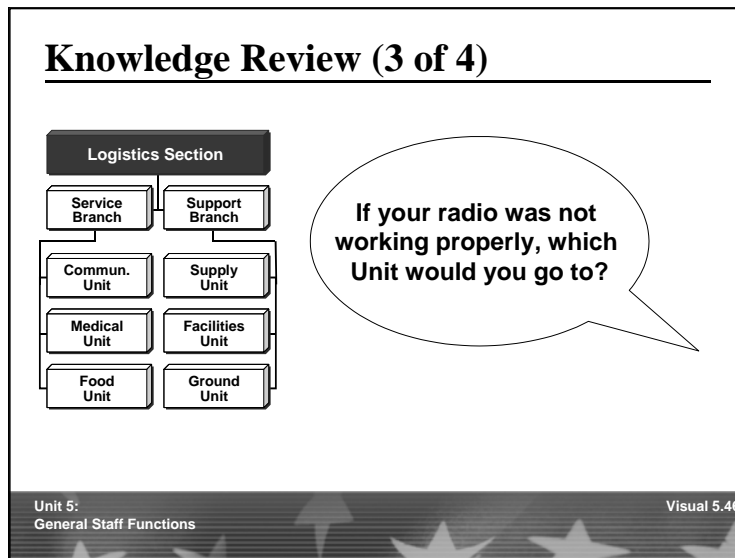 Knowledge Review (3 of 4)
Logistics Section
Service
Branch
Support
Branch
Commun.
Unit
Supply
Unit
Medical
Unit
Facilities
Unit
Food
Unit
Ground
Unit
If your radio was not
working properly, which
Unit would you go to?
Unit 5:
General Staff Functions
Visual 5.46